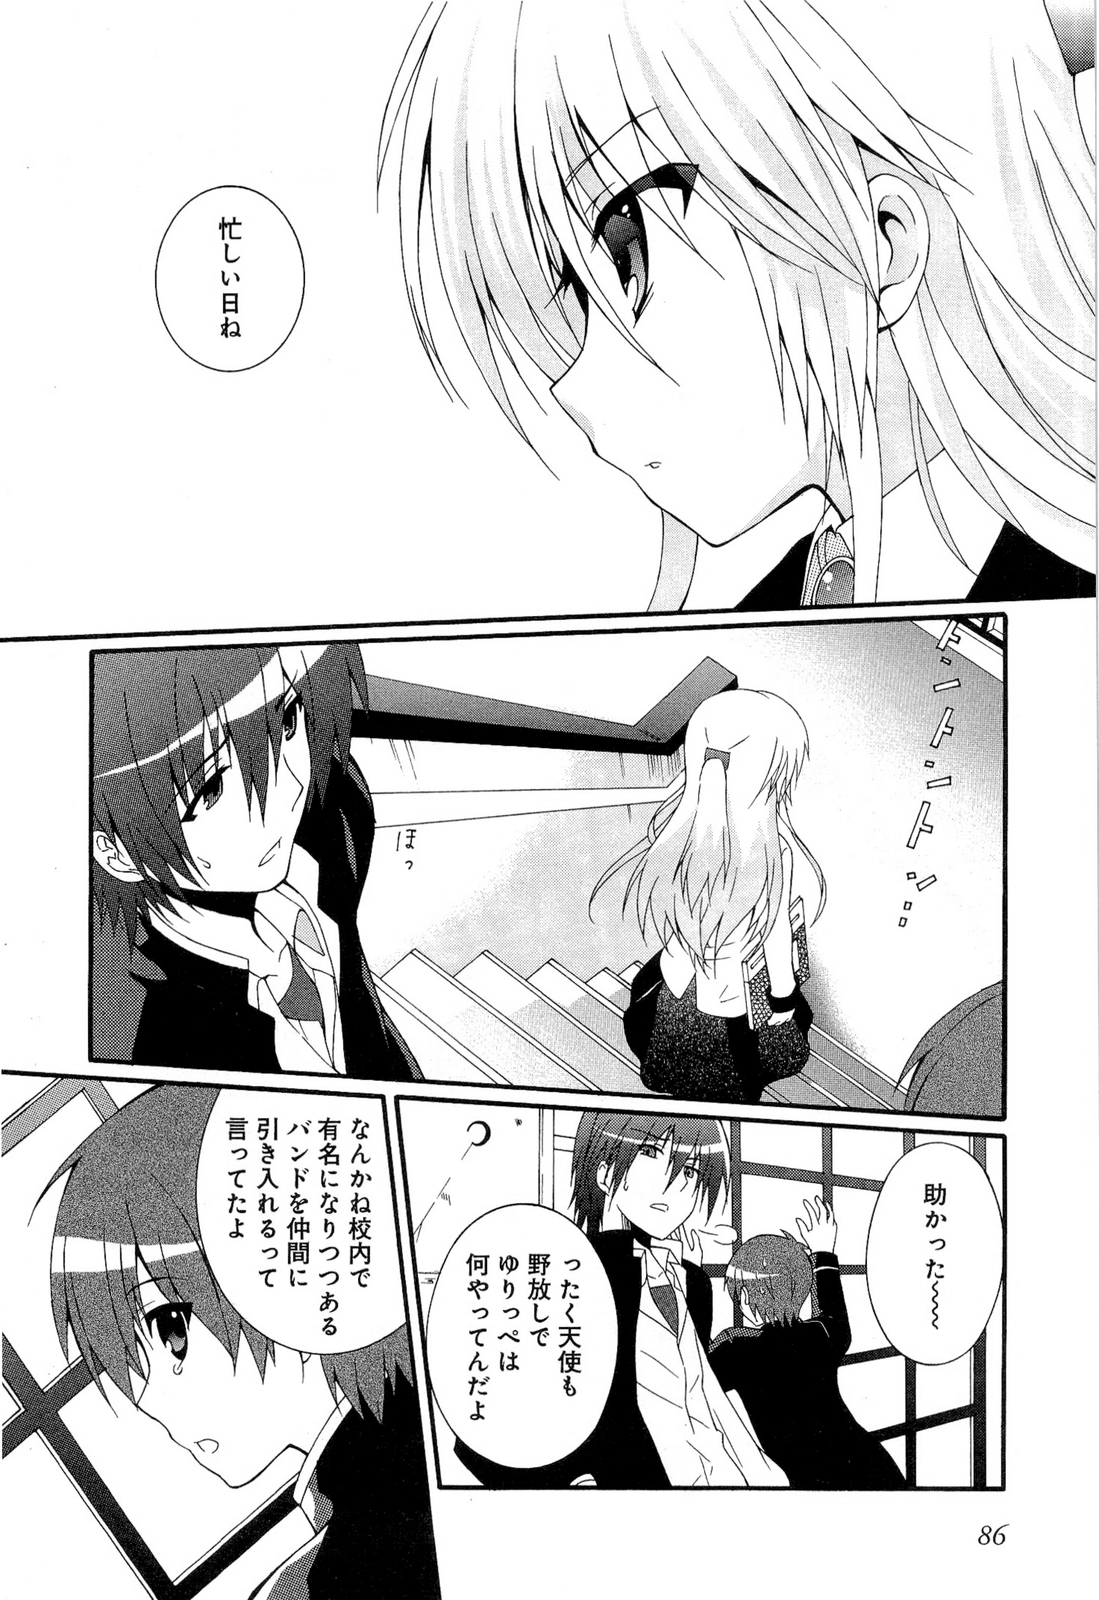 忙しい日ね
トントントントン…
ほっ
助かった~~~
ったく天使も
野放しで
ゆりっぺは
何やってんだよ
なんかね校内で
有名になりつつある
バンドを仲間に
引き入れるって
言ってたよ
86